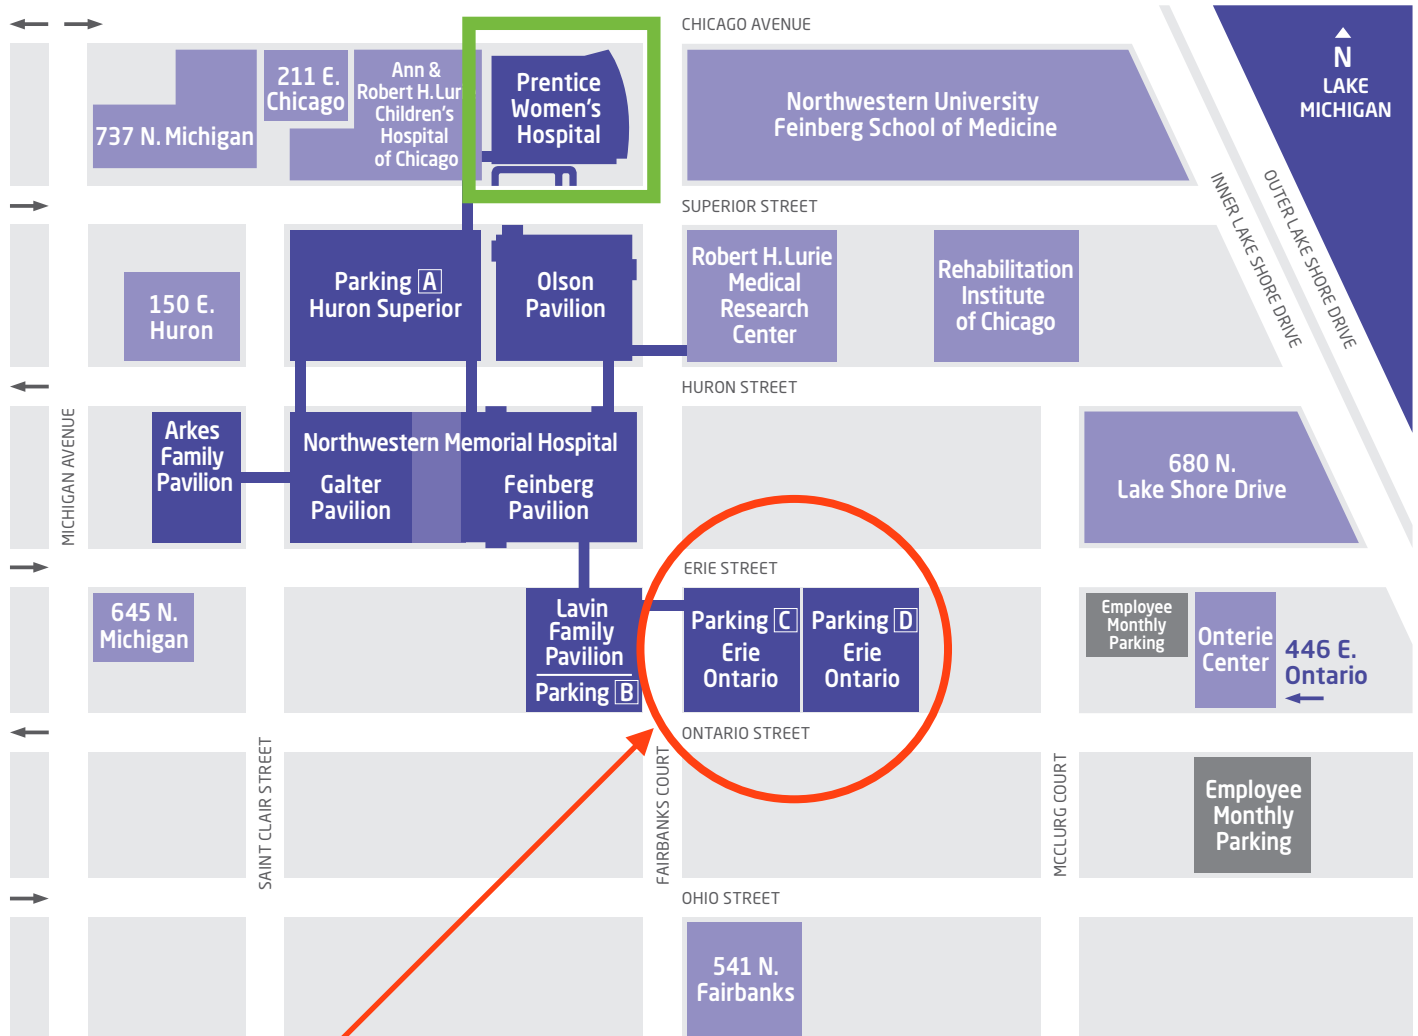 CHICAGO AVENUE
N
LAKE
MICHIGAN
737 N. Michigan
211 E.
Chicago
Ann &
Robert H. Lur
Children's
Hospital
of Chicago
Prentice
Women's
Hospital
Northwestern University
Feinberg School of Medicine
INNER LAKE SHORE DRIVE
OUTER LAKE SHORE DRIVE
SUPERIOR STREET
150 E.
Huron
Parking A
Huron Superior
Olson
Pavilion
Robert H. Lurie
Medical
Research
Center
Rehabilitation
Institute
of Chicago
HURON STREET
MICHIGAN AVENUE
Arkes
Family
Pavilion
Northwestern Memorial Hospital
Galter
Pavilion
Feinberg
Pavilion
680 N.
Lake Shore Drive
ERIE STREET
645 N.
Michigan
Lavin
Family
Pavilion
Parking B
Parking C
Erie
Ontario
Parking D
Erie
Ontario
Employee
Monthly
Parking
Onterie
Center
446 E.
Ontario
ONTARIO STREET
SAINT CLAIR STREET
FAIRBANKS COURT
MCCLURG COURT
Employee
Monthly
Parking
OHIO STREET
541 N.
Fairbanks